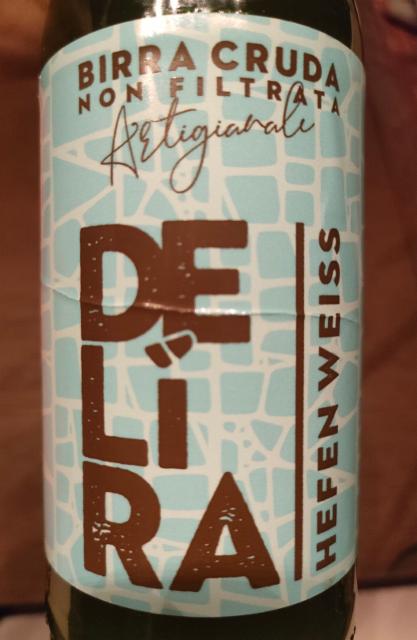 BIRRA CRUDA
NON FILTRATA
Artigianale
DE
LÌ
RA
HEFEN WEISS